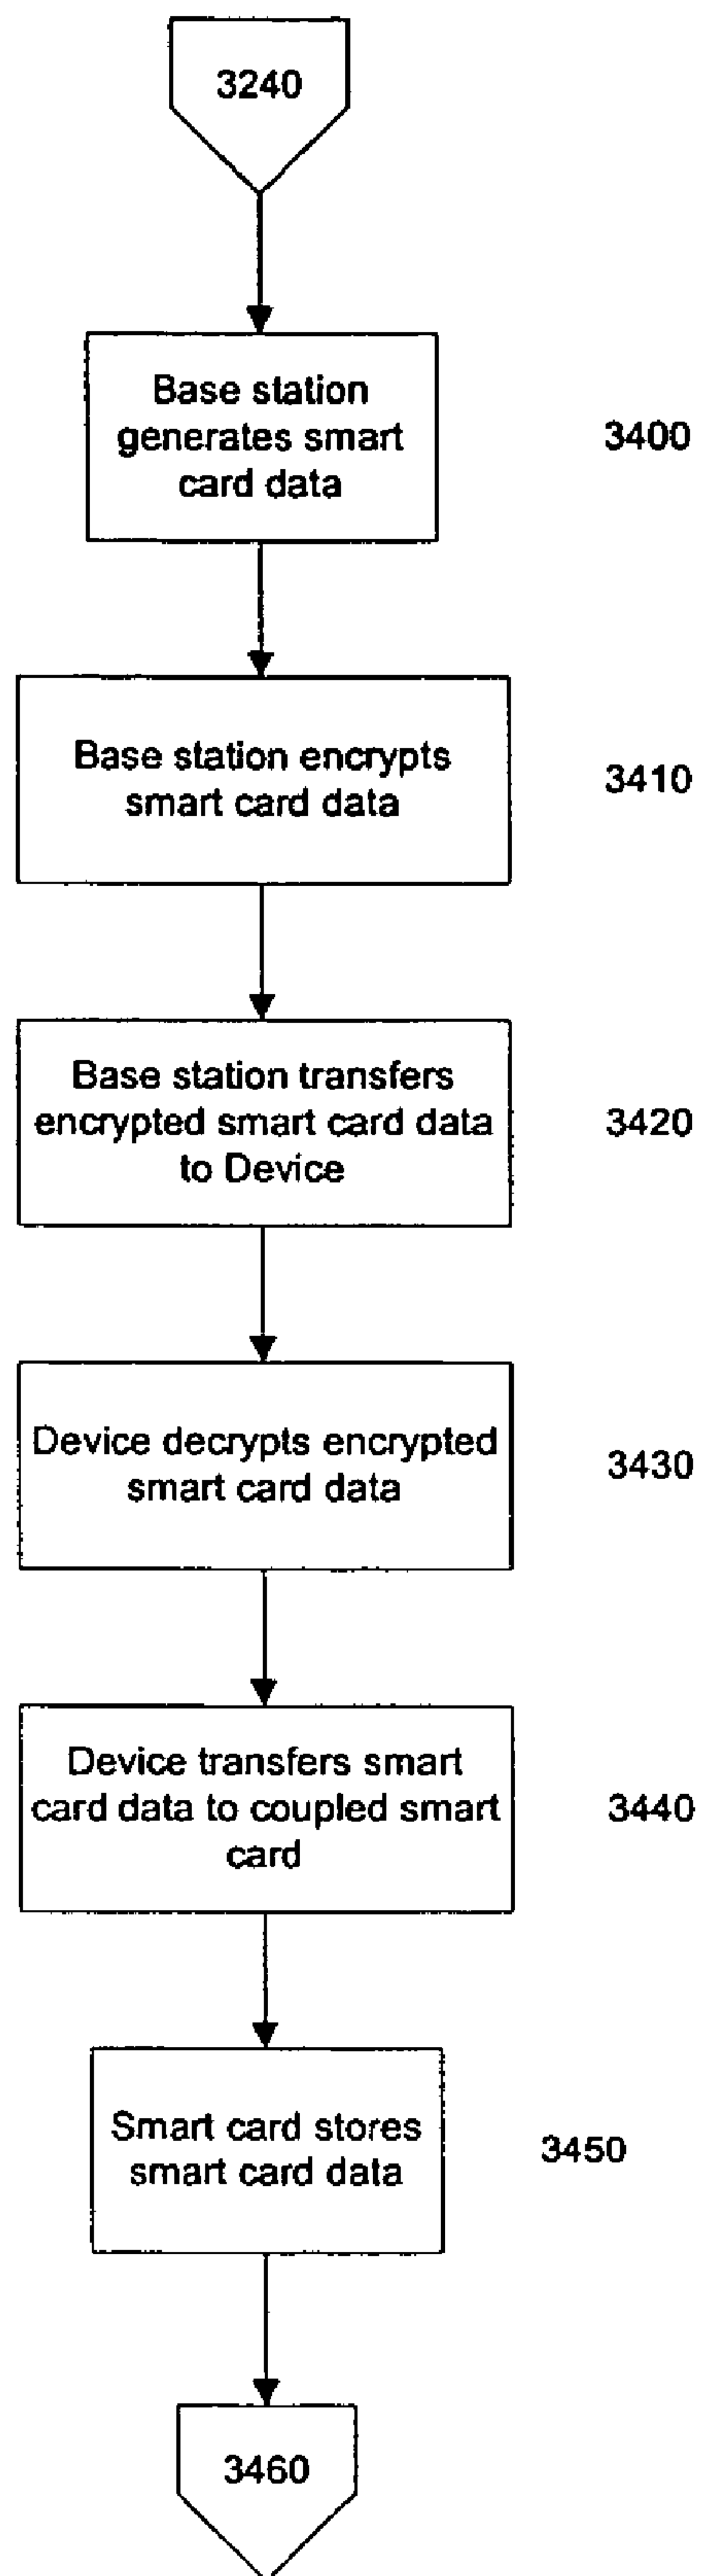 3240
Base station
generates smart
card data
3400
Base station encrypts
smart card data
3410
Base station transfers
encrypted smart card data
to Device
3420
Device decrypts encrypted
smart card data
3430
Device transfers smart
card data to coupled smart
card
3440
Smart card stores
smart card data
3450
3460